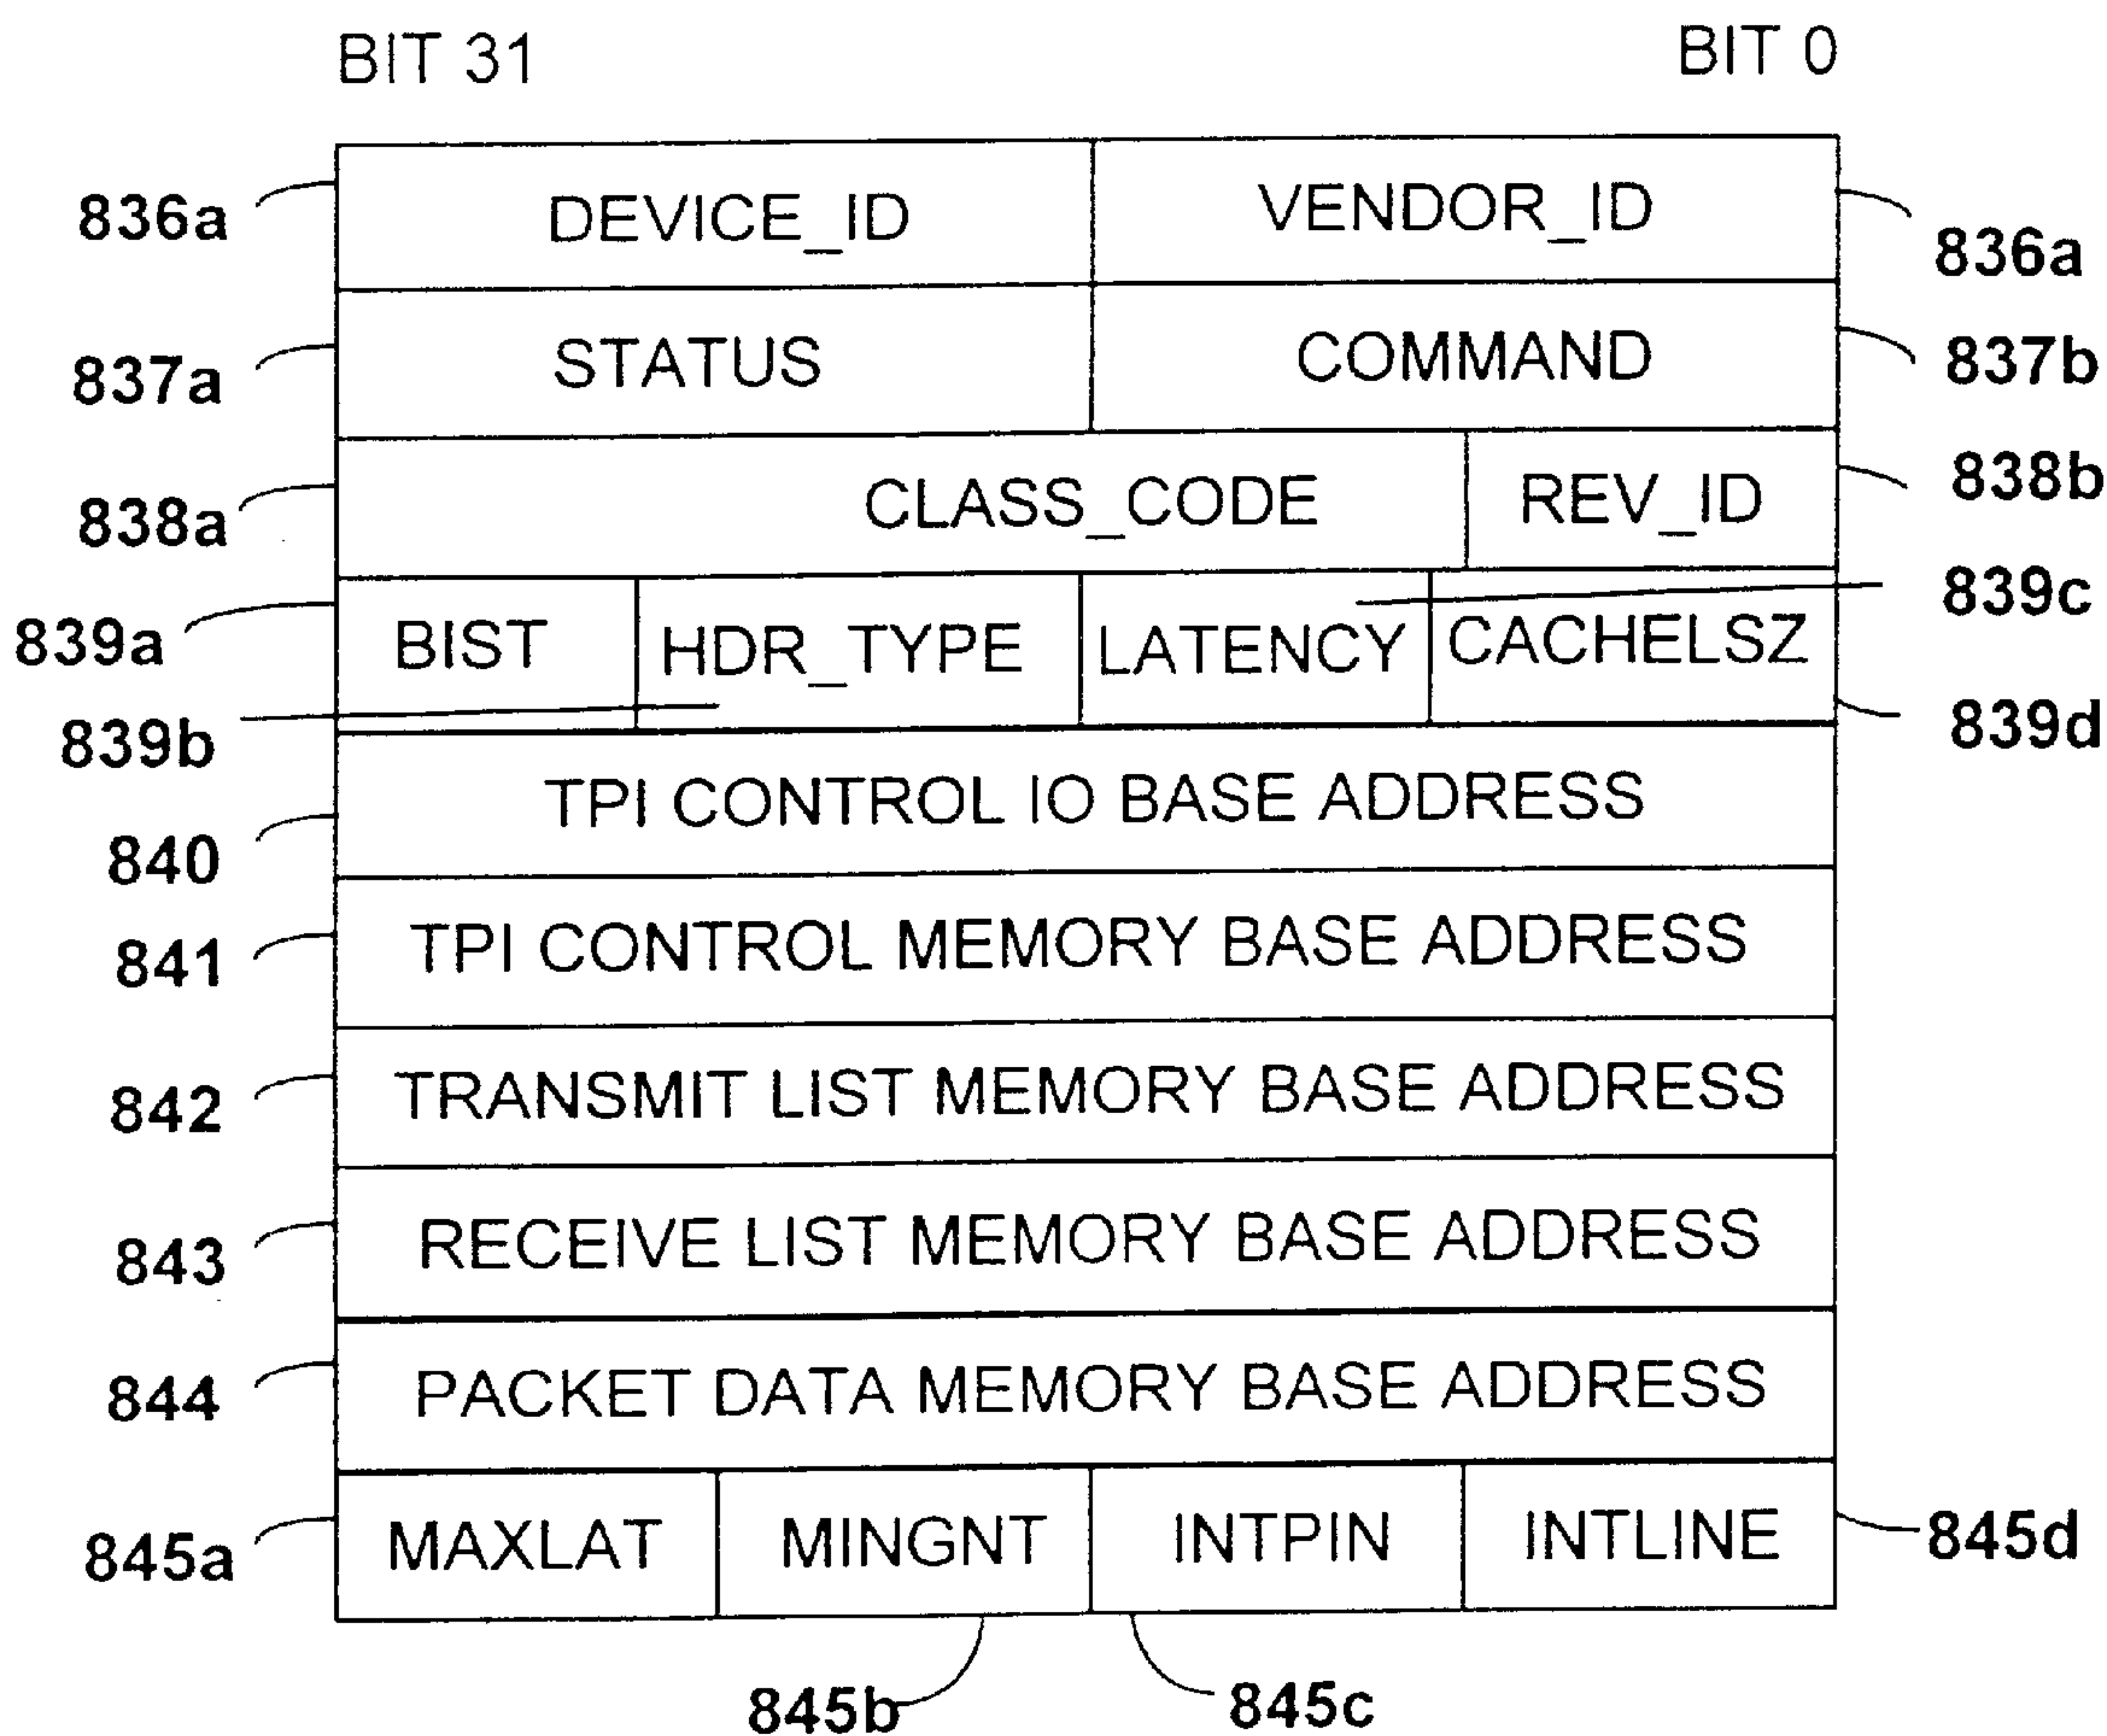 BIT 31 BIT 0
836a DEVICE_ID VENDOR_ID 836a
837a STATUS COMMAND 837b
838a CLASS_CODE REV_ID 838b
839a BIST HDR_TYPE LATENCY CACHELSZ 839c
839b 839d
840 TPI CONTROL IO BASE ADDRESS
841 TPI CONTROL MEMORY BASE ADDRESS
842 TRANSMIT LIST MEMORY BASE ADDRESS
843 RECEIVE LIST MEMORY BASE ADDRESS
844 PACKET DATA MEMORY BASE ADDRESS
845a MAXLAT MINGNT INTPIN INTLINE 845d
845b 845c